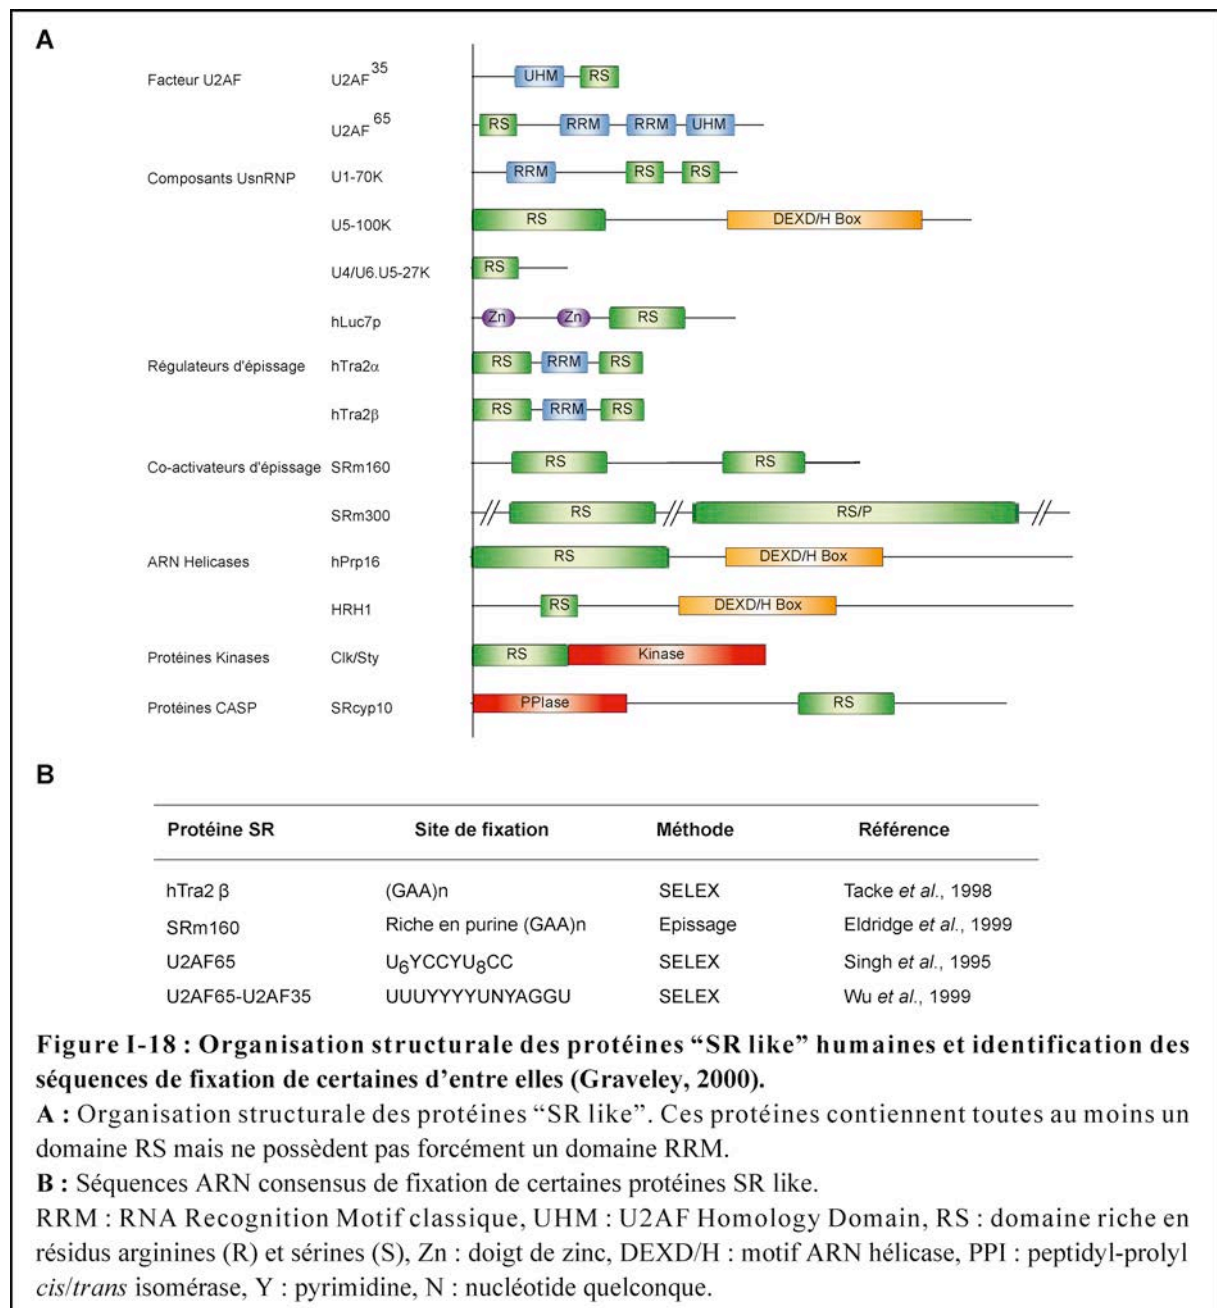 A
Facteur U2AF U2AF35 UHM RS
U2AF65 RS RRM RRM UHM
Composants UsnRNP U1-70K RRM RS RS
U5-100K RS DEXD/H Box
U4/U6.U5-27K RS
hLuc7p Zn Zn RS
Régulateurs d'épissage hTra2α RS RRM RS
hTra2β RS RRM RS
Co-activateurs d'épissage SRm160 RS RS
SRm300 RS RS/P
ARN Helicases hPrp16 RS DEXD/H Box
HRH1 RS DEXD/H Box
Protéines Kinases Clk/Sty RS Kinase
Protéines CASP SRcyp10 PPIase RS
B
Protéine SR Site de fixation Méthode Référence
hTra2 β (GAA)n SELEX Tacke et al., 1998
SRm160 Riche en purine (GAA)n Epissage Eldridge et al., 1999
U2AF65 U6YCCYU8CC SELEX Singh et al., 1995
U2AF65-U2AF35 UUUYYYYUNYAGGU SELEX Wu et al., 1999
Figure I-18 : Organisation structurale des protéines “SR like” humaines et identification des
séquences de fixation de certaines d’entre elles (Graveley, 2000).
A : Organisation structurale des protéines “SR like”. Ces protéines contiennent toutes au moins un
domaine RS mais ne possèdent pas forcément un domaine RRM.
B : Séquences ARN consensus de fixation de certaines protéines SR like.
RRM : RNA Recognition Motif classique, UHM : U2AF Homology Domain, RS : domaine riche en
résidus arginines (R) et sérines (S), Zn : doigt de zinc, DEXD/H : motif ARN hélicase, PPI : peptidyl-prolyl
cis/trans isomérase, Y : pyrimidine, N : nucléotide quelconque.